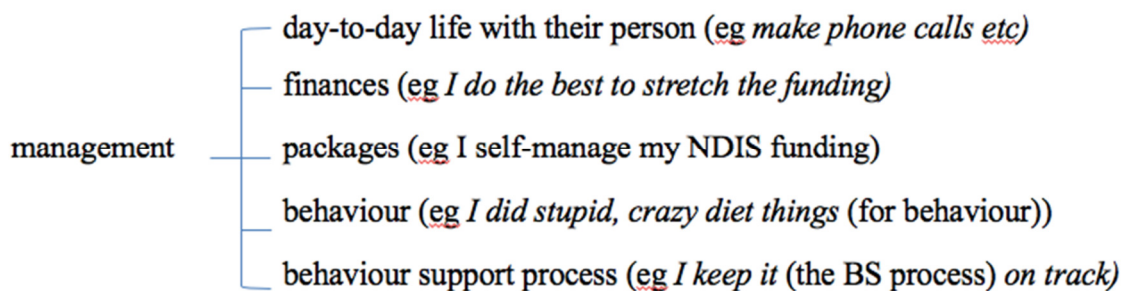 day-to-day life with their person (eg make phone calls etc)
finances (eg I do the best to stretch the funding)
management packages (eg I self-manage my NDIS funding)
behaviour (eg I did stupid, crazy diet things (for behaviour))
behaviour support process (eg I keep it (the BS process) on track)